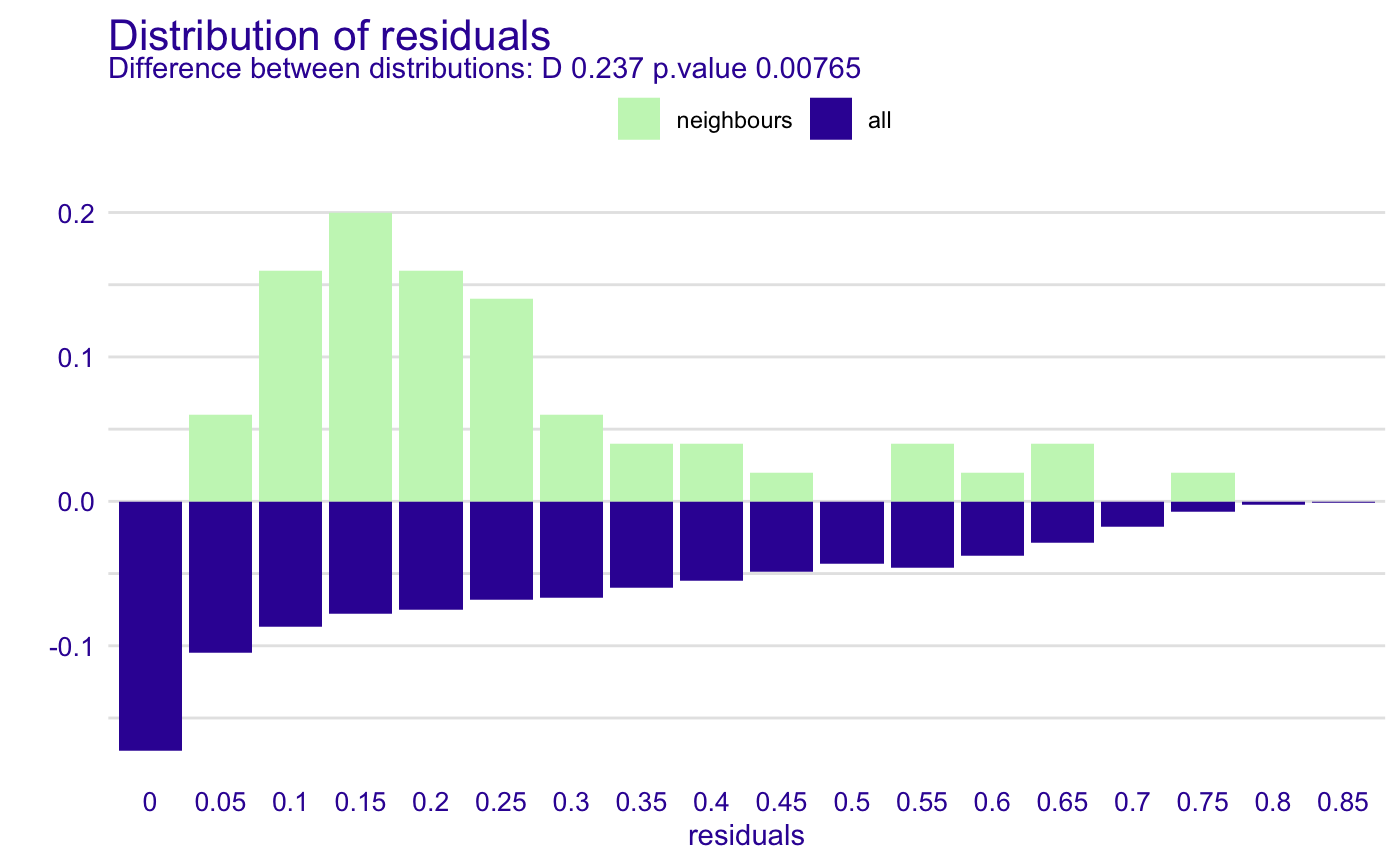 Distribution of residuals
Difference between distributions: D 0.237 p.value 0.00765
neighbours all
0.2
0.1
0.0
-0.1
0 0.05 0.1 0.15 0.2 0.25 0.3 0.35 0.4 0.45 0.5 0.55 0.6 0.65 0.7 0.75 0.8 0.85
residuals